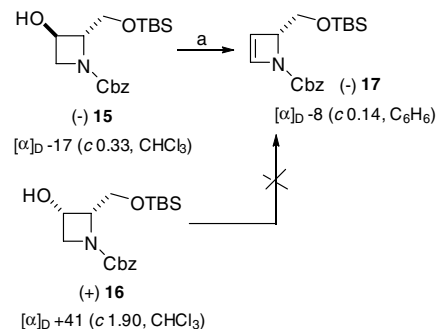 HO
OTBS
a
OTBS
N
Cbz
N
Cbz
(-) 15
(-) 17
[α]D -17 (c 0.33, CHCl3)
[α]D -8 (c 0.14, C6H6)
HO
OTBS
N
Cbz
(+) 16
[α]D +41 (c 1.90, CHCl3)